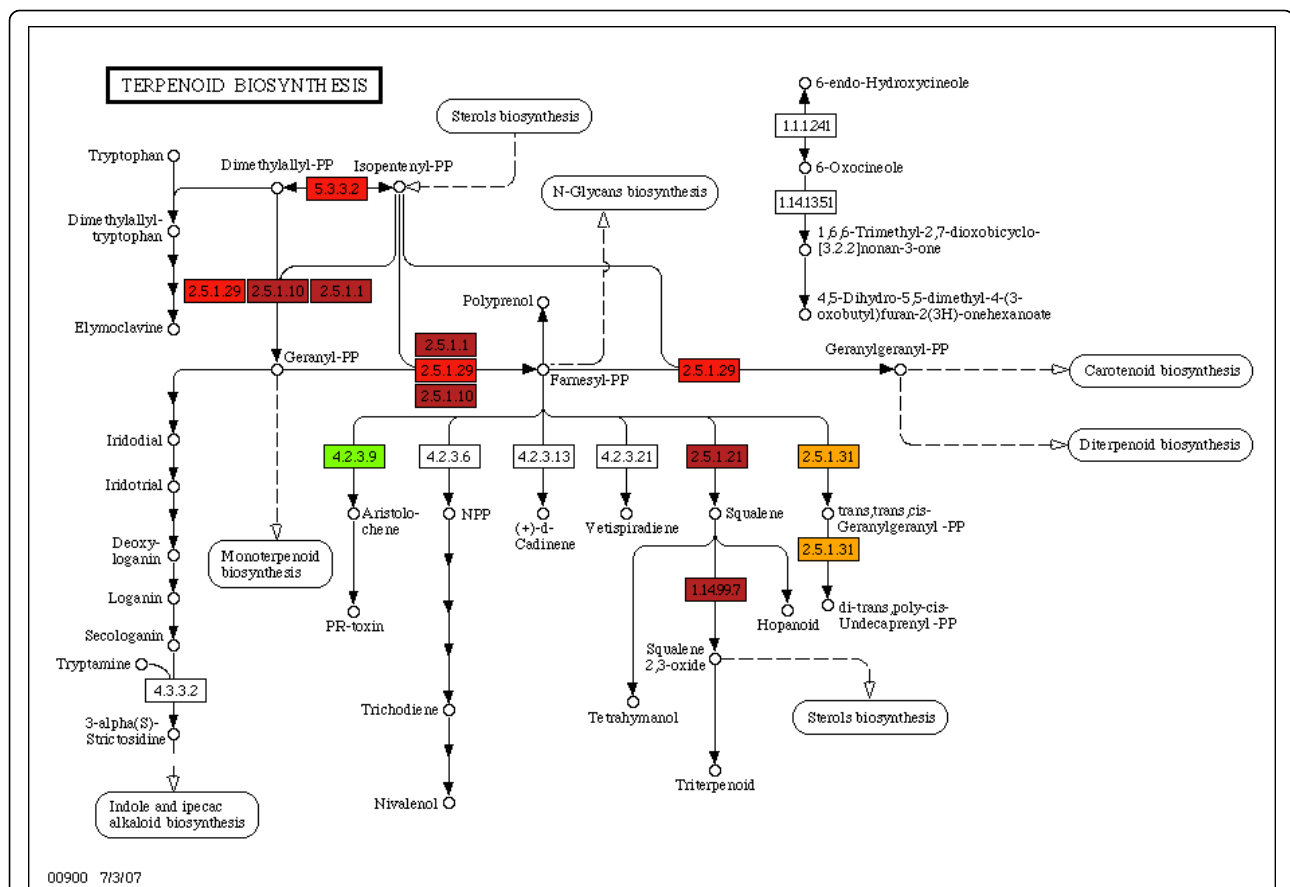 TERPENOID BIOSYNTHESIS
6-endo-Hydroxycineole
Sterols biosynthesis
1.1.1.241
Tryptophan
Dimethylallyl-PP
Isopentenyl-PP
6-Oxocineole
5.3.3.2
N-Glycans biosynthesis
1.14.13.51
Dimethylallyl-
tryptophan
1,6,6-Trimethyl-2,7-dioxobicyclo-
[3.2.2]nonan-3-one
2.5.1.29
2.5.1.10
2.5.1.1
Polyprenol
4,5-Dihydro-5,5-dimethyl-4-(3-
oxobutyl)furan-2(3H)-onehexanoate
Elymoclavine
2.5.1.1
Geranyl-PP
Geranylgeranyl-PP
2.5.1.29
Farnesyl-PP
2.5.1.29
Carotenoid biosynthesis
2.5.1.10
Iridodial
4.2.3.9
4.2.3.6
4.2.3.13
4.2.3.21
2.5.1.21
2.5.1.31
Diterpenoid biosynthesis
Iridotrial
Aristolo-
chene
NPP
(+)-d-
Cadinene
Vetispiradiene
Squalene
trans,trans,cis-
Geranylgeranyl -PP
Deoxy-
loganin
Monoterpenoid
biosynthesis
2.5.1.31
Loganin
1.14.99.7
PR-toxin
Hopanoid
di-trans,poly-cis-
Undecaprenyl -PP
Secologanin
Squalene
2,3-oxide
Tryptamine
4.3.3.2
Trichodiene
Tetrahymanol
Sterols biosynthesis
3-alpha(S)-
Strictosidine
Triterpenoid
Indole and ipecac
alkaloid biosynthesis
Nivalenol
00900 7/3/07